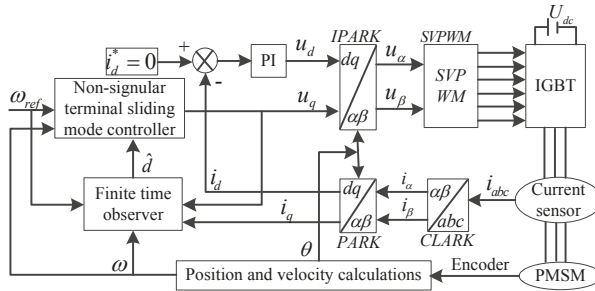 IPARK
SVPWM
U_dc
i_d^* = 0
+
-
PI
u_d
dq
αβ
u_α
u_β
SVP
WM
IGBT
ω_ref
Non-signular
terminal sliding
mode controller
u_q
d̂
Finite time
observer
i_d
i_q
dq
αβ
PARK
i_α
i_β
αβ
abc
CLARK
i_abc
Current
sensor
θ
ω
Position and velocity calculations
Encoder
PMSM